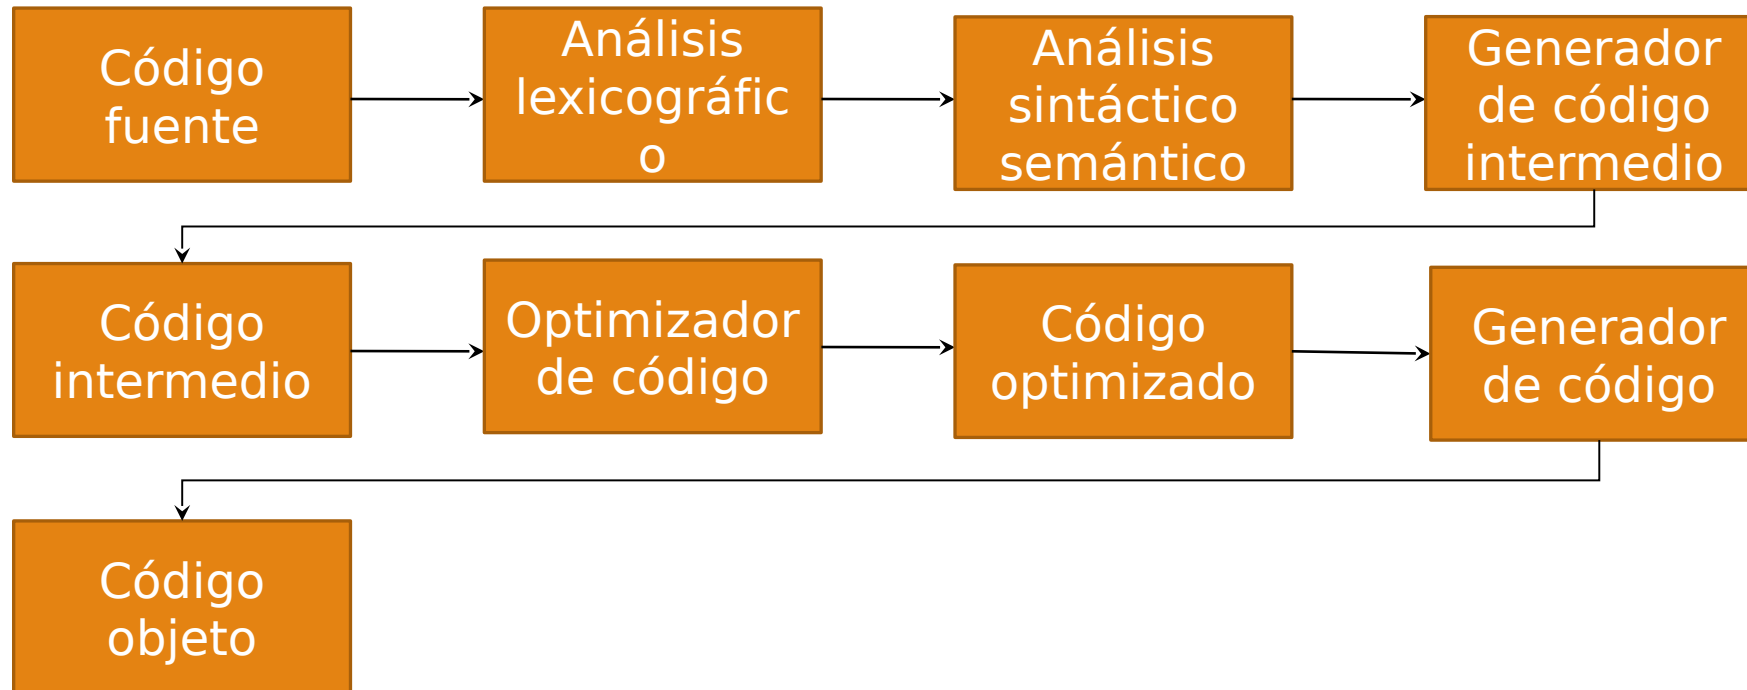 Código
fuente
Análisis
lexicográfic
o
Análisis
sintáctico
semántico
Generador
de código
intermedio
Código
intermedio
Optimizador
de código
Código
optimizado
Generador
de código
Código
objeto